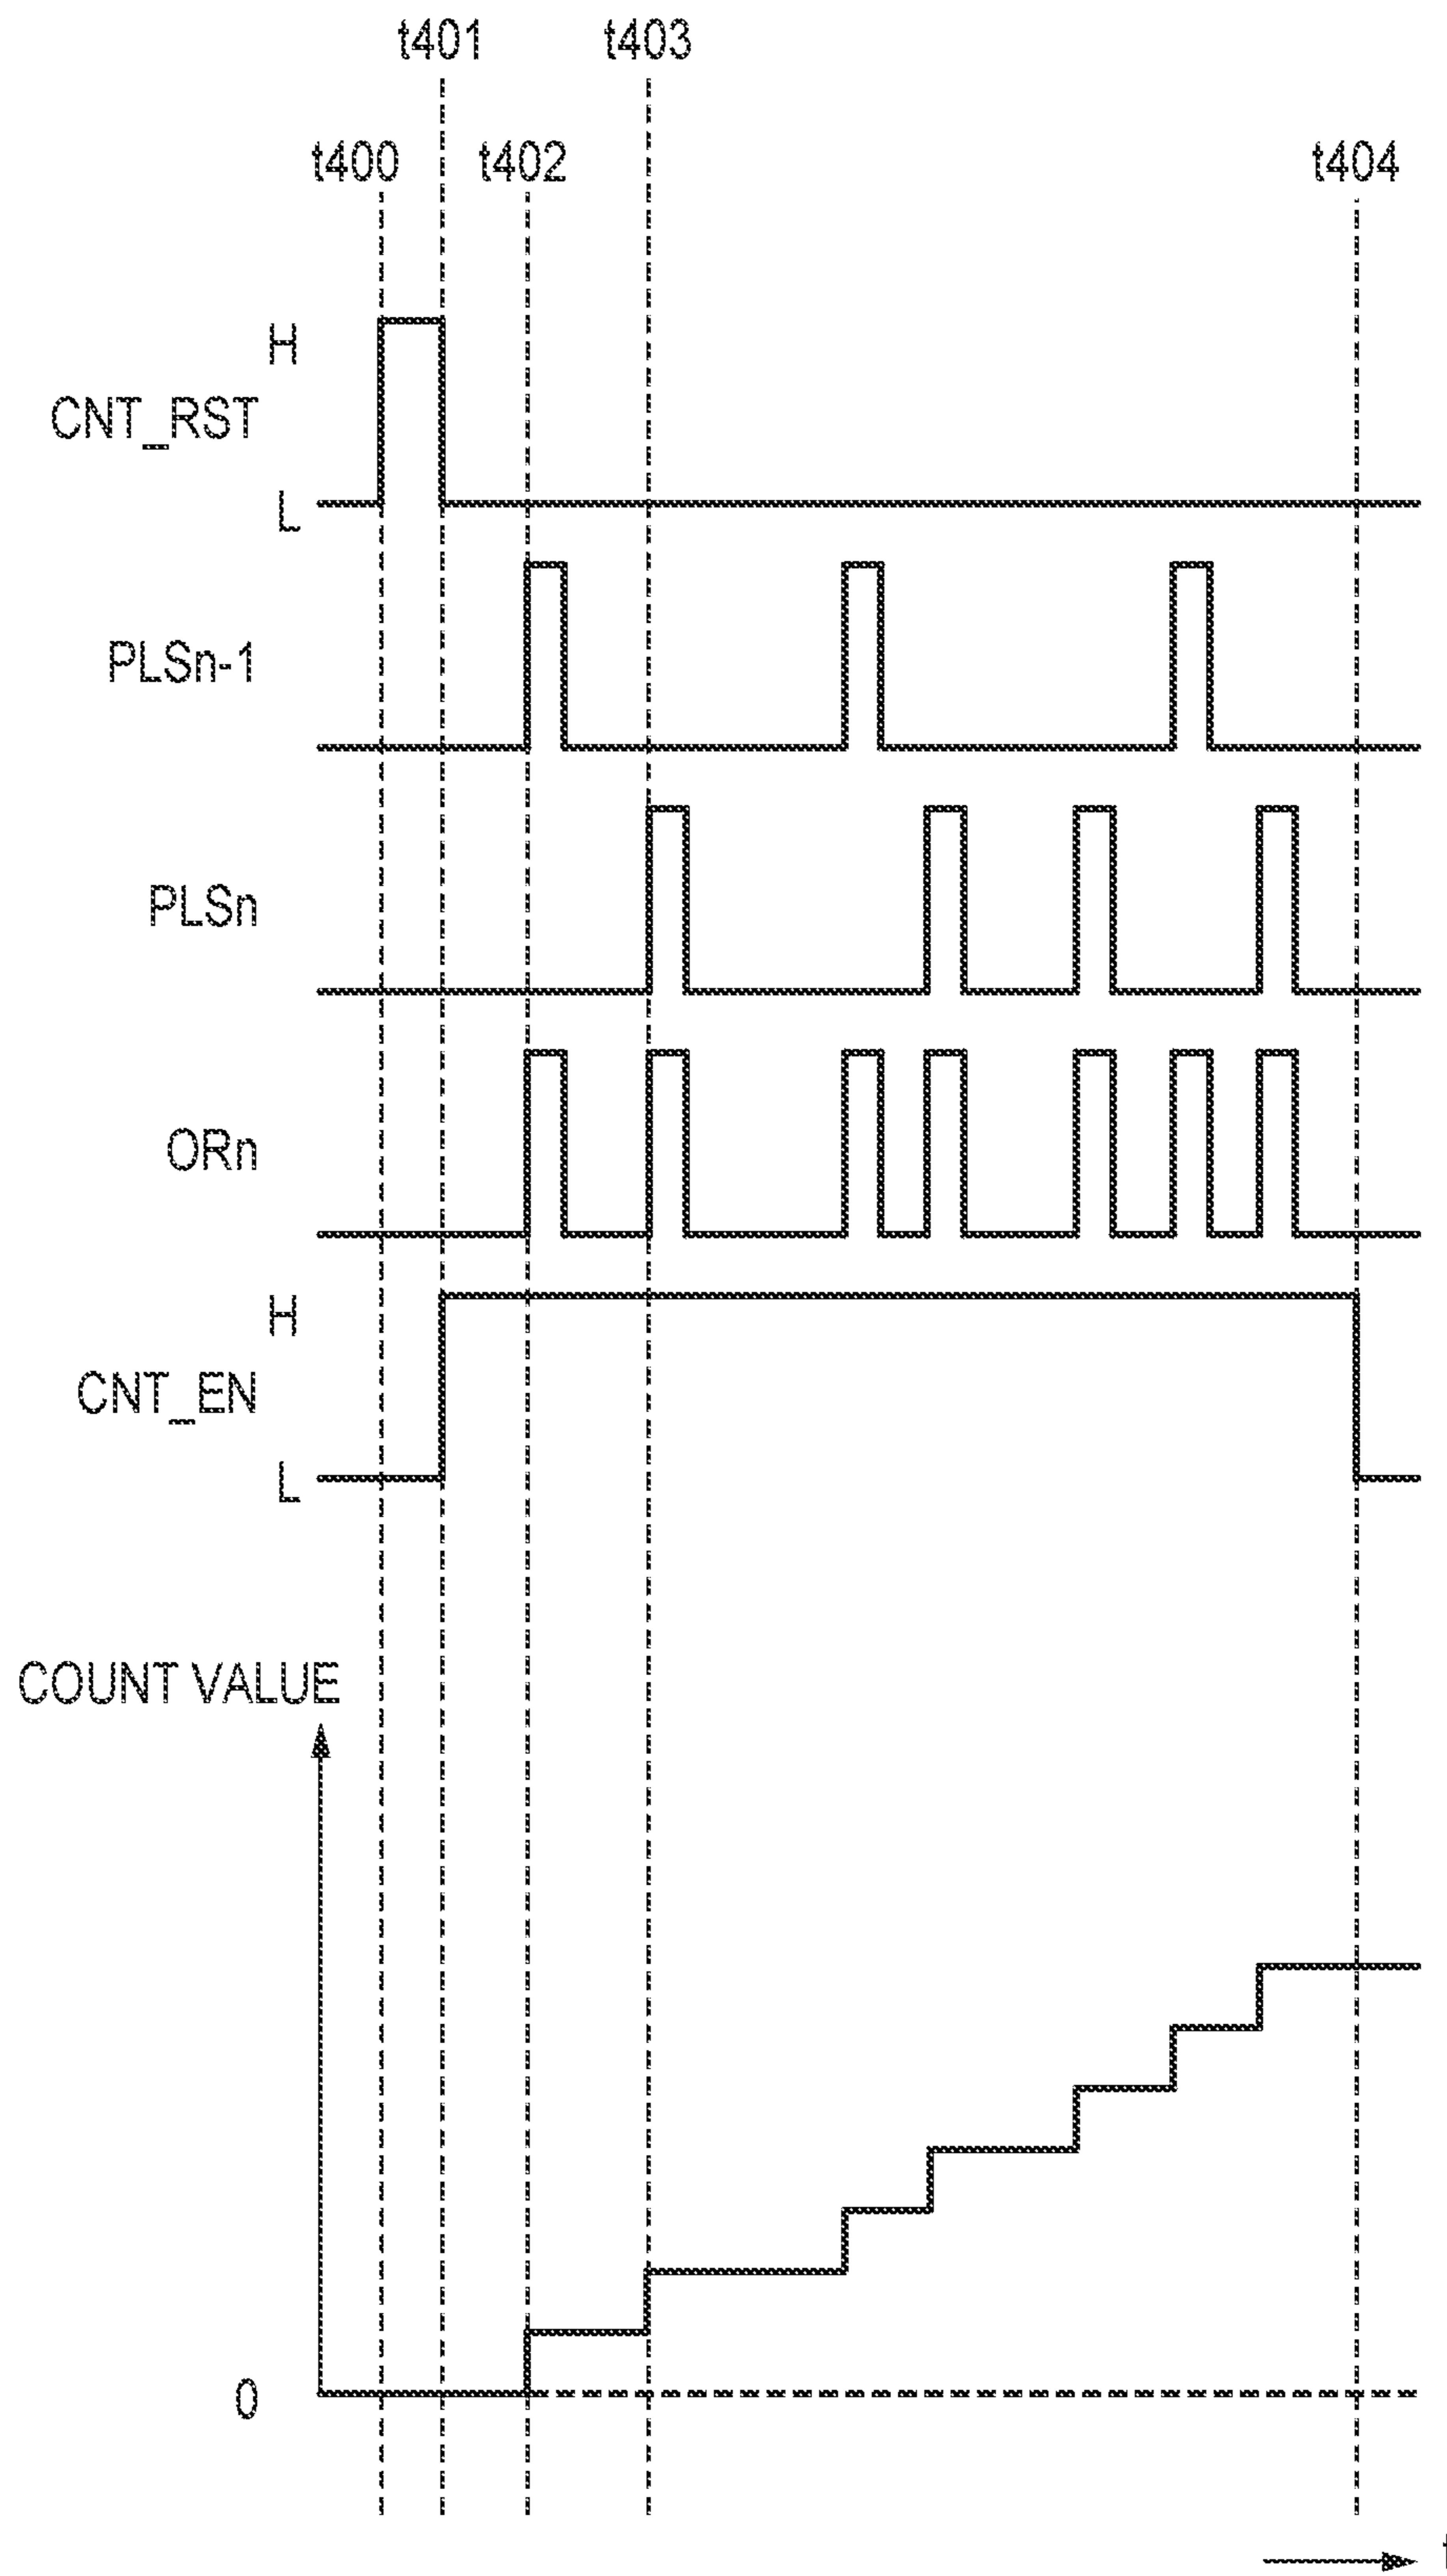 t401 t403
t400 t402 t404
H
CNT_RST
L
PLSn-1
PLSn
ORn
H
CNT_EN
L
COUNT VALUE
0
t